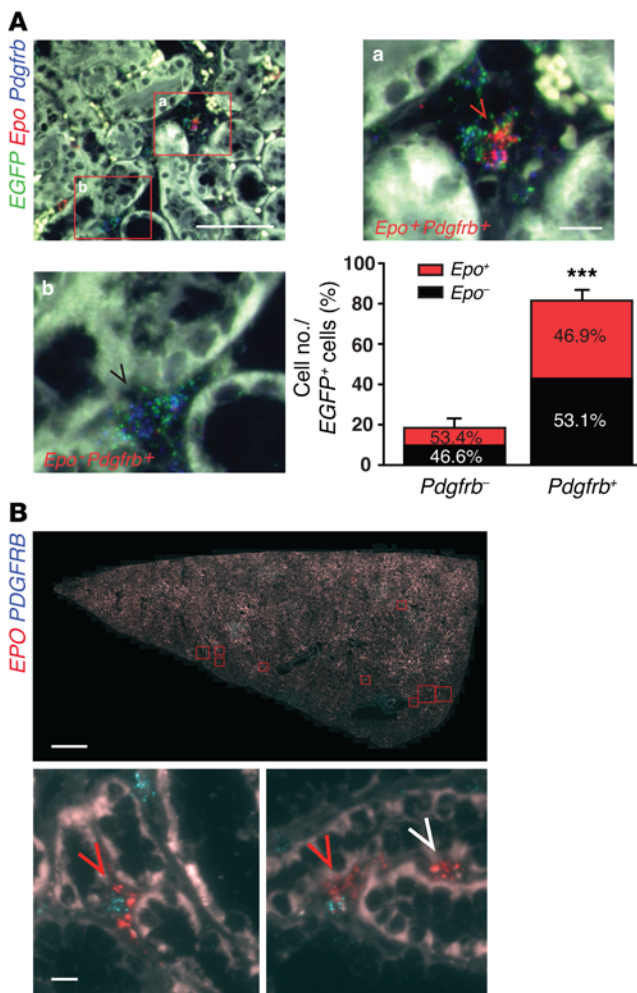 A
EGFP Epo Pdgfrb
a
b
a
Epo⁺Pdgfrb⁺
b
Epo⁻Pdgfrb⁺
Cell no./
EGFP⁺ cells (%)
100
80
60
40
20
0
Epo⁺
Epo⁻
***
53.4%
46.6%
46.9%
53.1%
Pdgfrb⁻
Pdgfrb⁺
B
EPO PDGFRB